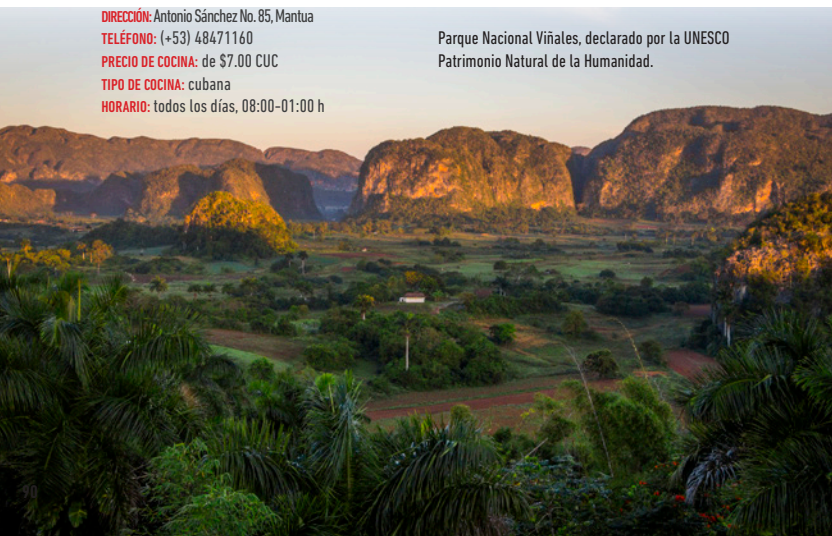 DIRECCIÓN: Antonio Sánchez No. 85, Mantua
TELÉFONO: (+53) 48471160
PRECIO DE COCINA: de $7.00 CUC
TIPO DE COCINA: cubana
HORARIO: todos los días, 08:00-01:00 h
Parque Nacional Viñales, declarado por la UNESCO
Patrimonio Natural de la Humanidad.
90